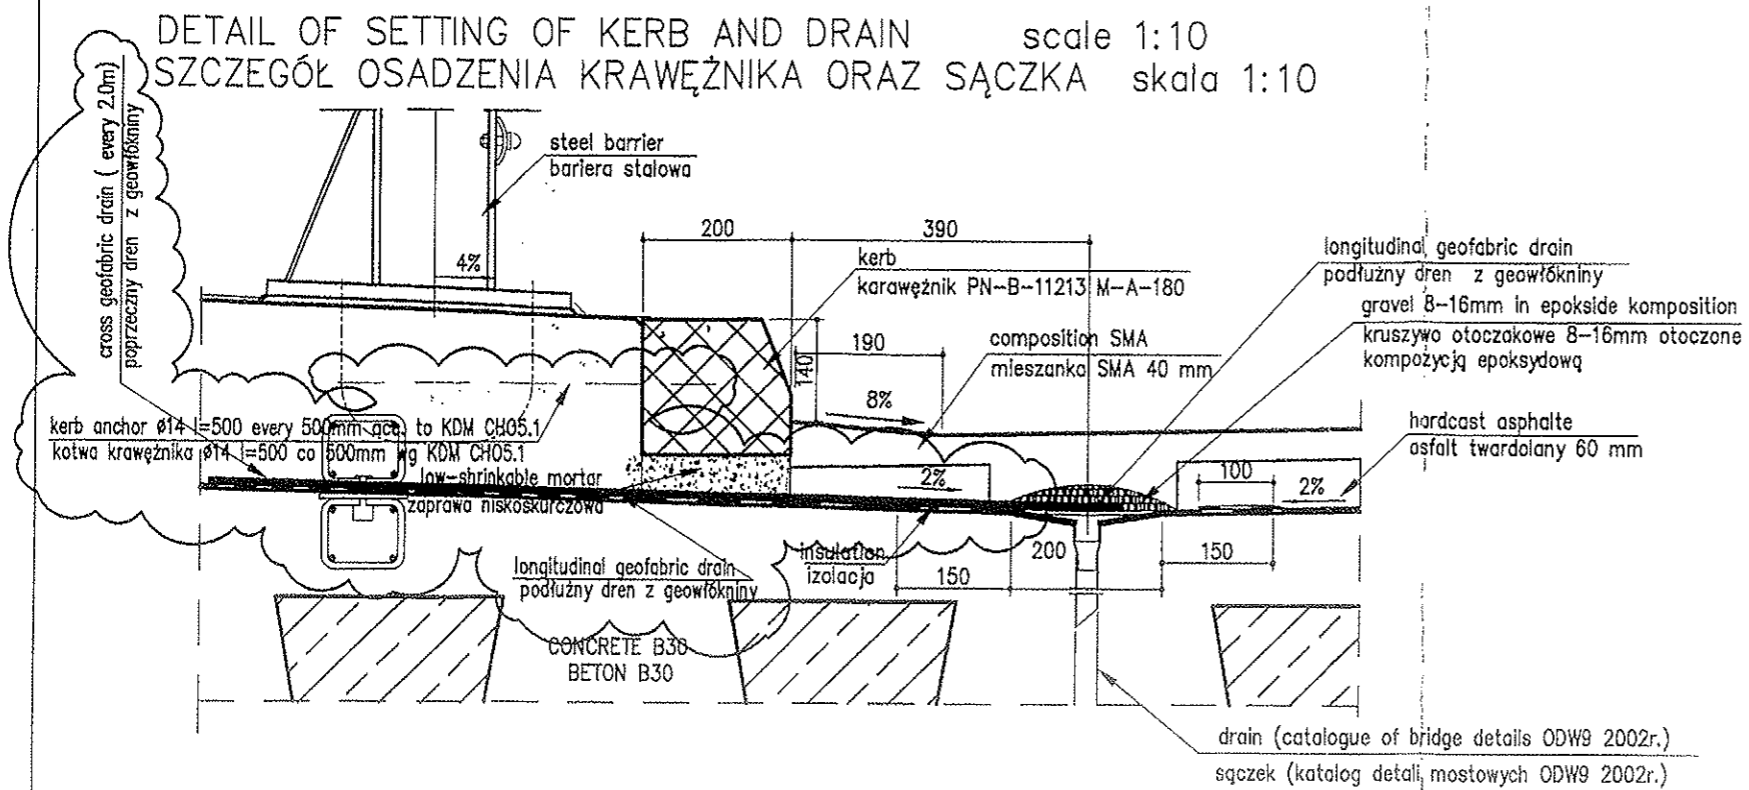 DETAIL OF SETTING OF KERB AND DRAIN scale 1:10
SZCZEGÓŁ OSADZENIA KRAWĘŻNIKA ORAZ SĄCZKA skala 1:10
cross geofabric drain ( every 2.0m)
poprzeczny dren z geowłókniny
steel barrier
bariera stalowa
4%
200
390
kerb
karawężnik PN-B-11213 M-A-180
longitudinal geofabric drain
podłużny dren z geowłókniny
gravel 8-16mm in epokside komposition
kruszywo otoczakowe 8-16mm otoczone
kompozycją epoksydową
190
140
composition SMA
mieszanka SMA 40 mm
8%
hardcast asphalte
asfalt twardolany 60 mm
kerb anchor ø14 l=500 every 500mm acc. to KDM CH05.1
kotwa krawężnika ø14 l=500 co 500mm wg KDM CH05.1
low-shrinkable mortar
zaprawa niskoskurczowa
2%
100
2%
longitudinal geofabric drain
podłużny dren z geowłókniny
insulation
izolacja
200
150
150
CONCRETE B30
BETON B30
drain (catalogue of bridge details ODW9 2002r.)
sączek (katalog detali mostowych ODW9 2002r.)